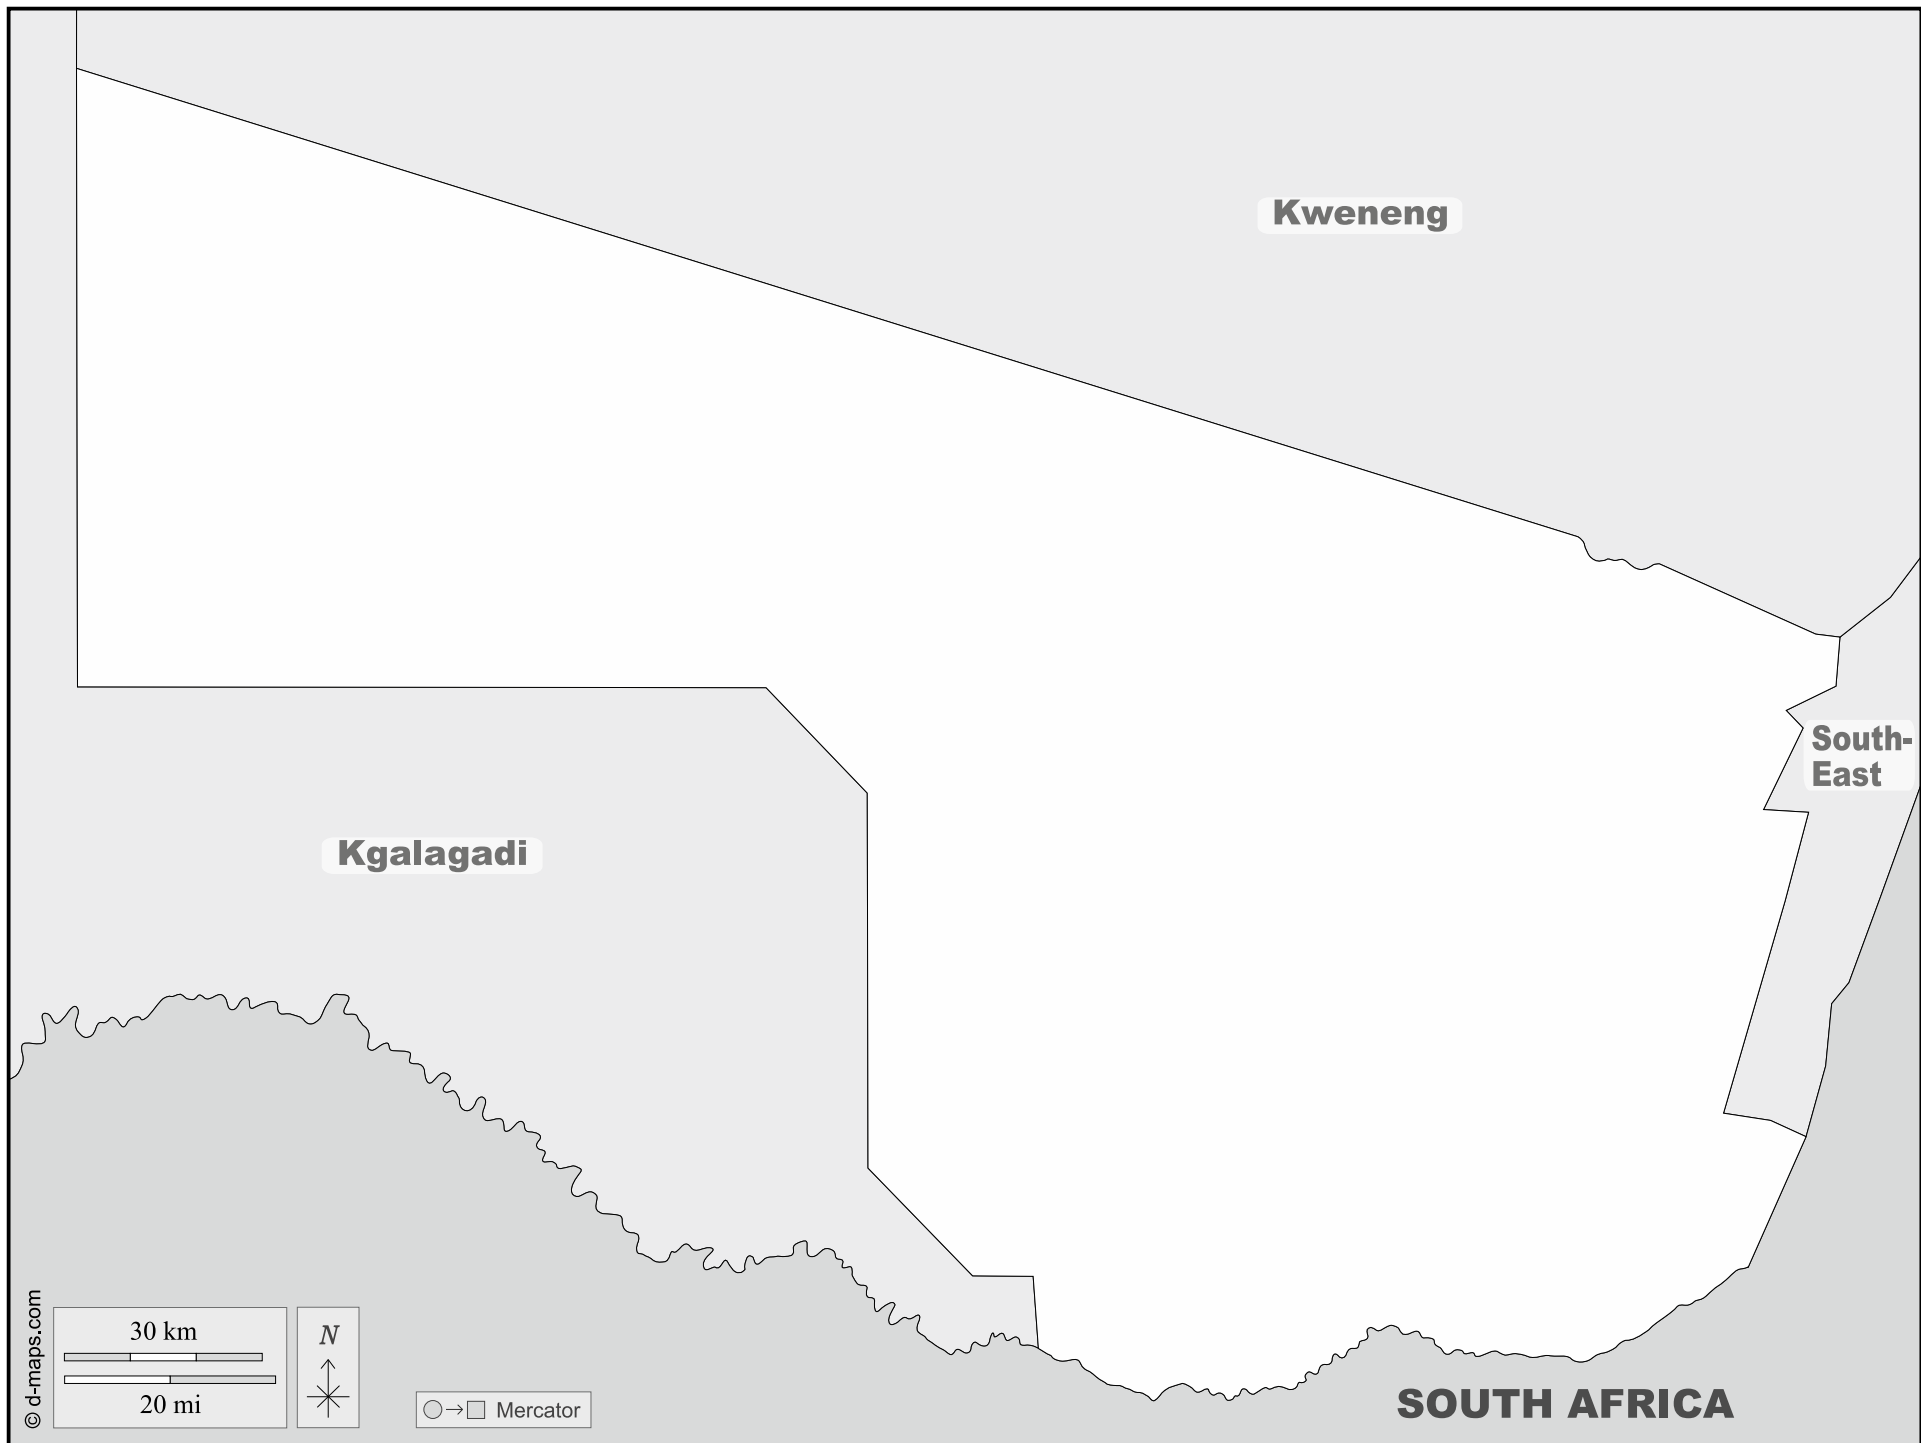 Kweneng
South-
East
Kgalagadi
SOUTH AFRICA
© d-maps.com
30 km
20 mi
N
Mercator